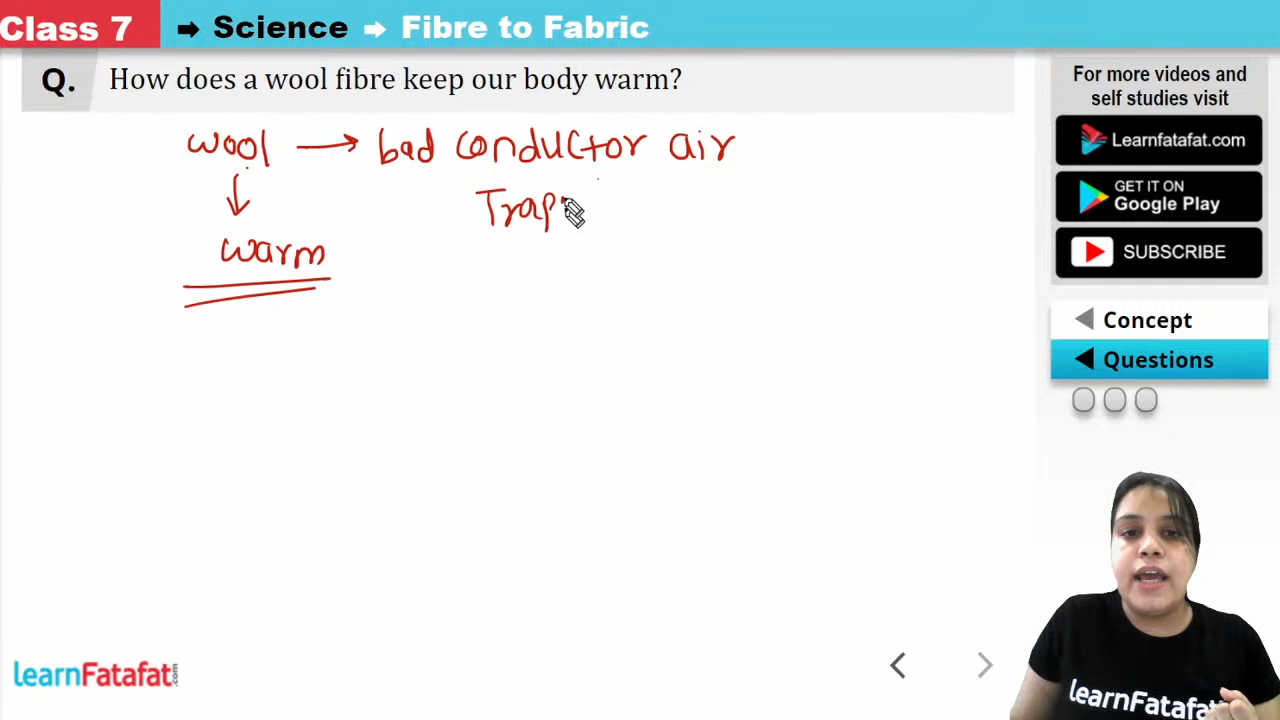 Class 7 ➡ Science ➡ Fibre to Fabric
Q. How does a wool fibre keep our body warm?
wool → bad conductor air
Trap
↓
warm
For more videos and
self studies visit
Learnfatafat.com
GET IT ON
Google Play
SUBSCRIBE
Concept
Questions
learnFatafat.com
learnFatafat